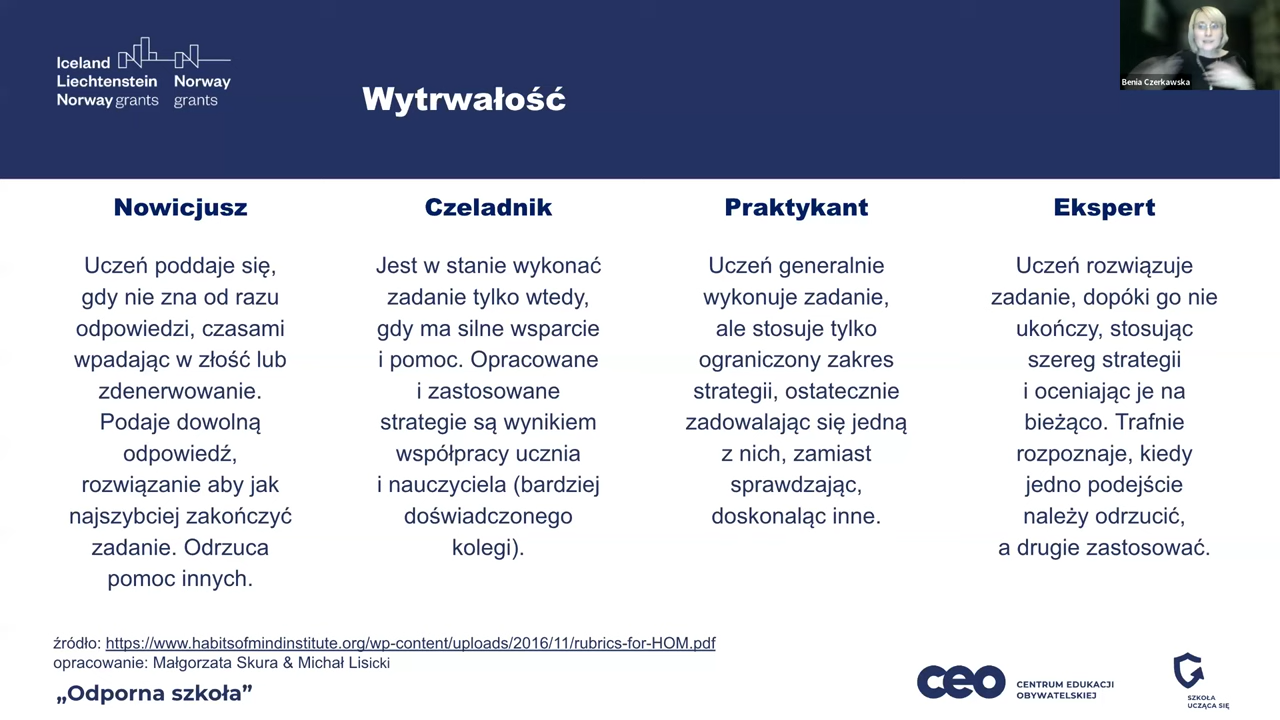 Iceland
Liechtenstein
Norway grants
Norway
grants
Wytrwałość
Benia Czerkawska
Nowicjusz
Uczeń poddaje się,
gdy nie zna od razu
odpowiedzi, czasami
wpadając w złość lub
zdenerwowanie.
Podaje dowolną
odpowiedź,
rozwiązanie aby jak
najszybciej zakończyć
zadanie. Odrzuca
pomoc innych.
Czeladnik
Jest w stanie wykonać
zadanie tylko wtedy,
gdy ma silne wsparcie
i pomoc. Opracowane
i zastosowane
strategie są wynikiem
współpracy ucznia
i nauczyciela (bardziej
doświadczonego
kolegi).
Praktykant
Uczeń generalnie
wykonuje zadanie,
ale stosuje tylko
ograniczony zakres
strategii, ostatecznie
zadowalając się jedną
z nich, zamiast
sprawdzając,
doskonaląc inne.
Ekspert
Uczeń rozwiązuje
zadanie, dopóki go nie
ukończy, stosując
szereg strategii
i oceniając je na
bieżąco. Trafnie
rozpoznaje, kiedy
jedno podejście
należy odrzucić,
a drugie zastosować.
źródło: https://www.habitsofmindinstitute.org/wp-content/uploads/2016/11/rubrics-for-HOM.pdf
opracowanie: Małgorzata Skura & Michał Lisicki
„Odporna szkoła”
ceo
CENTRUM EDUKACJI
OBYWATELSKIEJ
SZKOŁA
UCZĄCA SIĘ